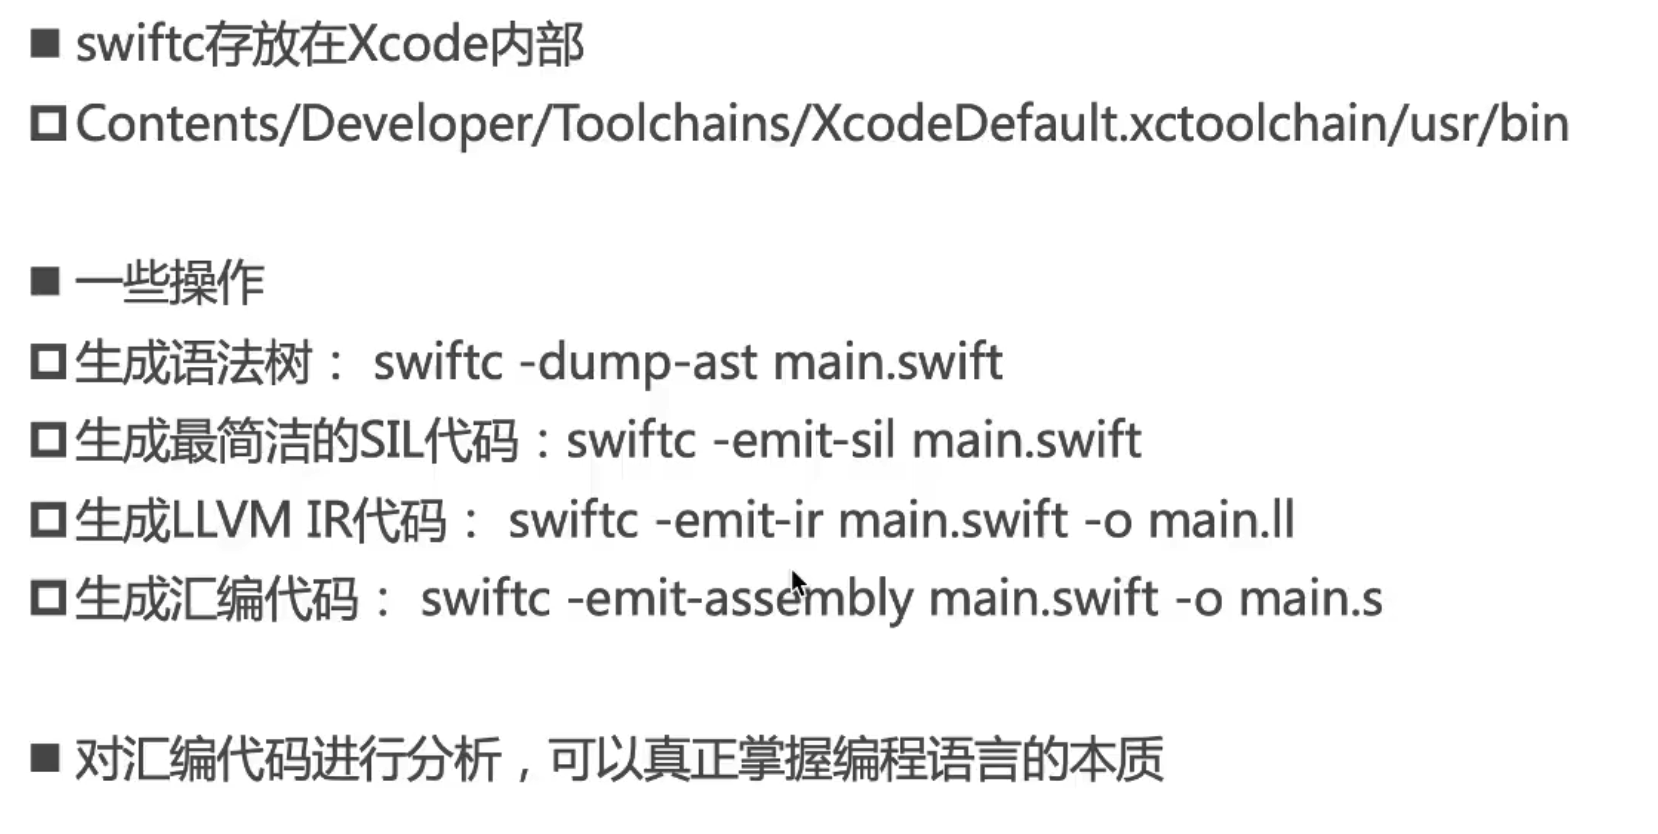 swiftc存放在Xcode内部
Contents/Developer/Toolchains/XcodeDefault.xctoolchain/usr/bin
一些操作
生成语法树： swiftc -dump-ast main.swift
生成最简洁的SIL代码：swiftc -emit-sil main.swift
生成LLVM IR代码： swiftc -emit-ir main.swift -o main.ll
生成汇编代码： swiftc -emit-assembly main.swift -o main.s
对汇编代码进行分析，可以真正掌握编程语言的本质